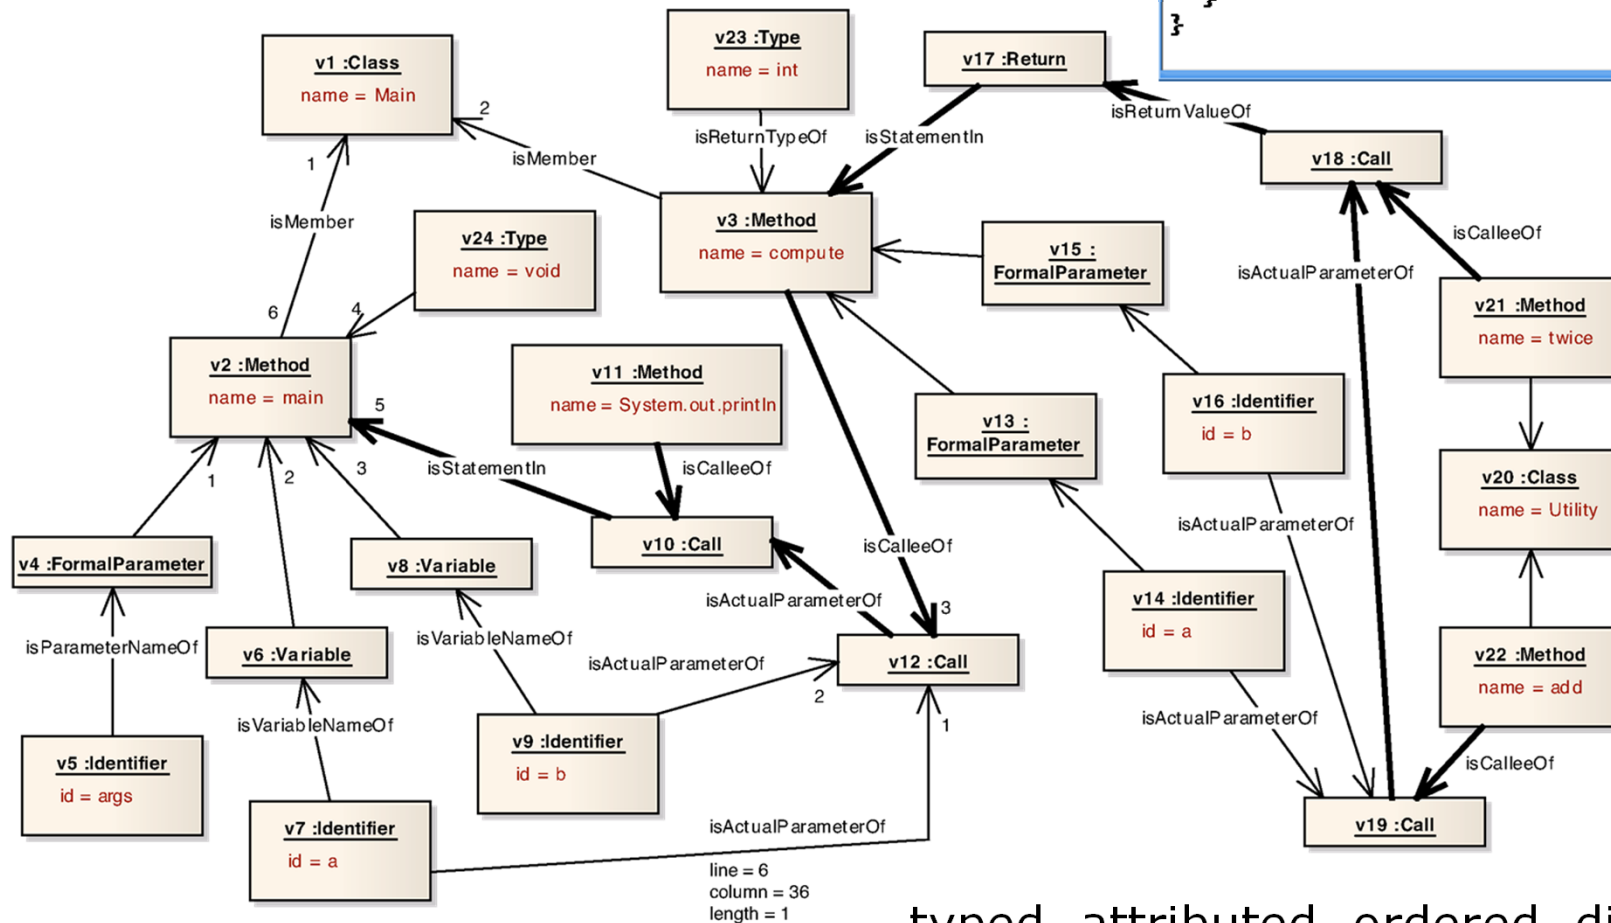 }
}
v1 :Class
name = Main
v23 :Type
name = int
v17 :Return
isReturnValueOf
2
isReturnTypeOf
isStatementIn
isMember
1
v18 :Call
isMember
v24 :Type
name = void
v3 :Method
name = compute
v15 :
FormalParameter
isCalleeOf
isActualParameterOf
6
4
v21 :Method
name = twice
v2 :Method
name = main
v11 :Method
name = System.out.println
5
v13 :
FormalParameter
v16 :Identifier
id = b
isStatementIn
isCalleeOf
1
2
3
v20 :Class
name = Utility
isActualParameterOf
v10 :Call
isCalleeOf
v4 :FormalParameter
v8 :Variable
isActualParameterOf
3
v14 :Identifier
id = a
isParameterNameOf
isVariableNameOf
v6 :Variable
isActualParameterOf
v12 :Call
2
1
v22 :Method
name = add
isVariableNameOf
isActualParameterOf
v9 :Identifier
id = b
v5 :Identifier
id = args
isCalleeOf
v7 :Identifier
id = a
isActualParameterOf
v19 :Call
line = 6
column = 36
length = 1
typed, attributed, ordered, di